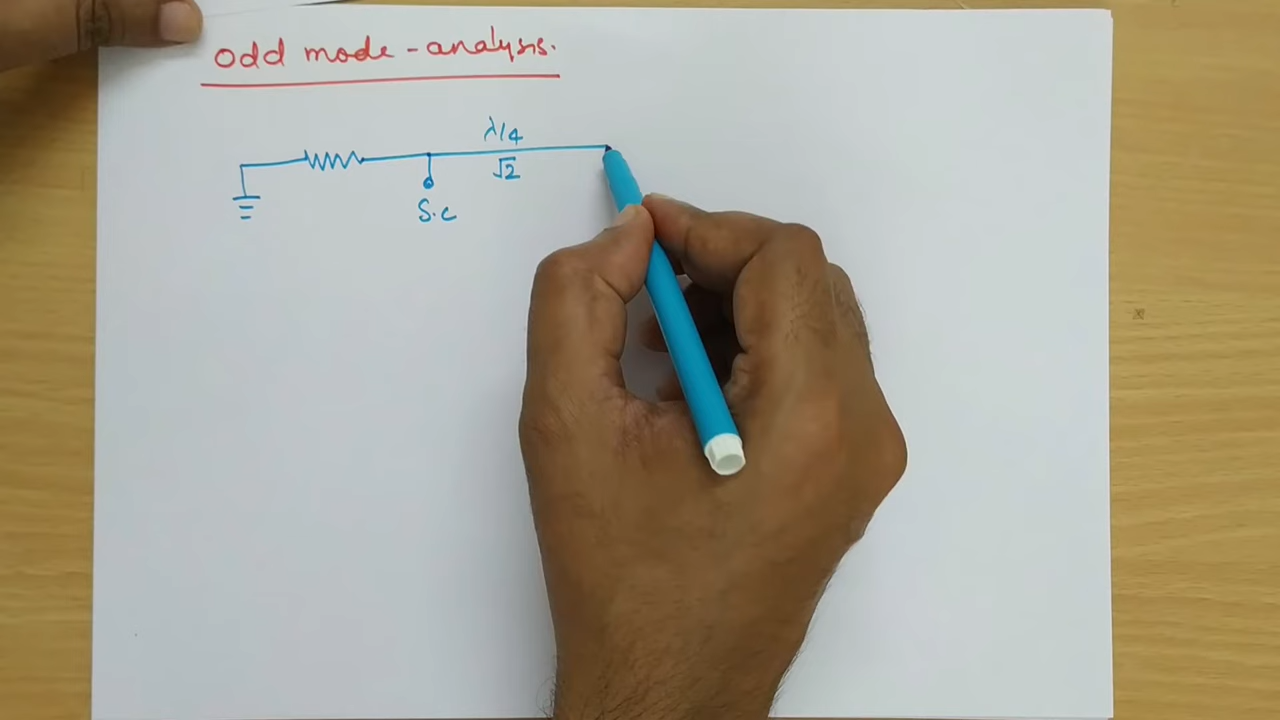 odd mode - analysis.
λ/4
√2
S.C